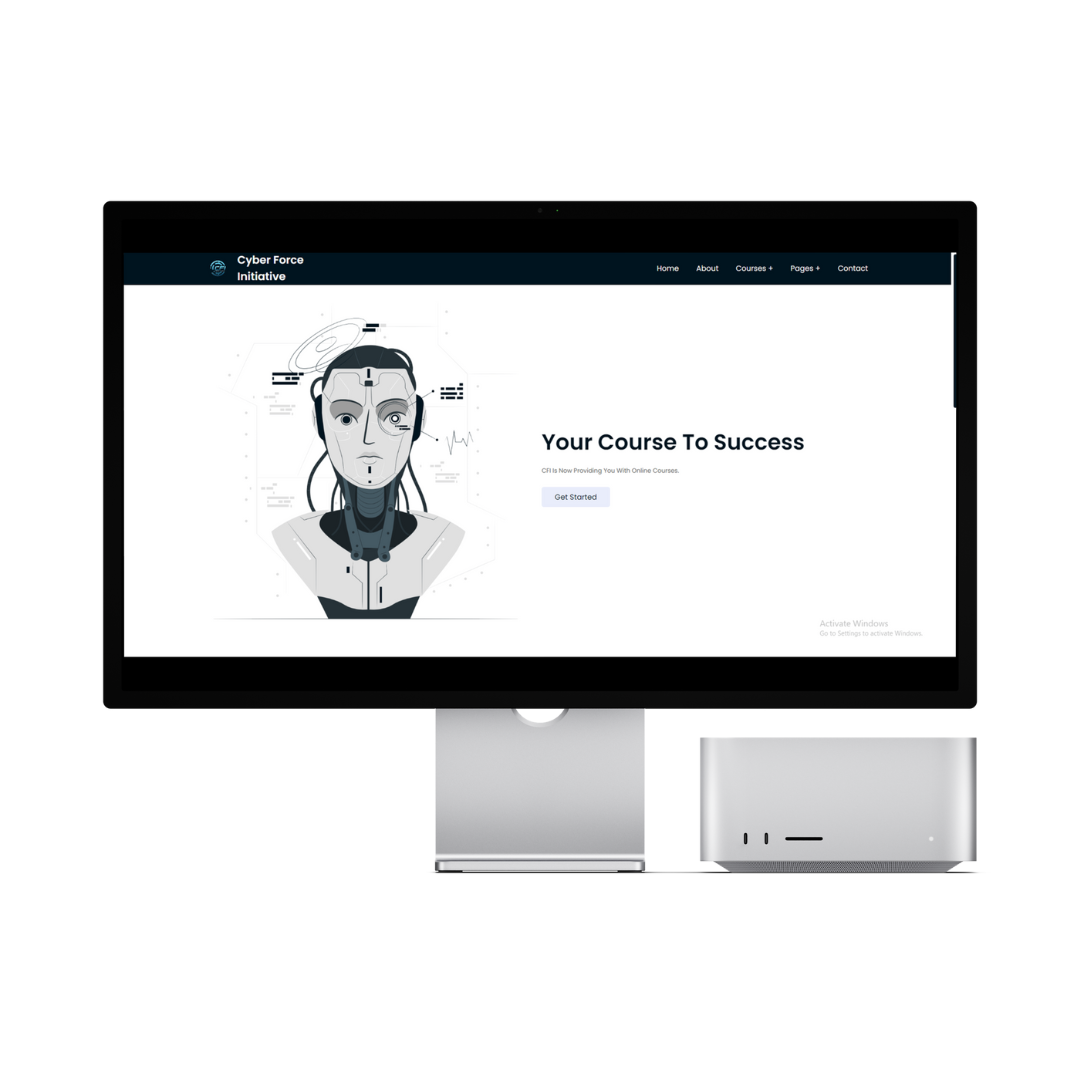 Cyber Force
Initiative
Home About Courses + Pages + Contact
Your Course To Success
CFI Is Now Providing You With Online Courses.
Get Started
Activate Windows
Go to Settings to activate Windows.